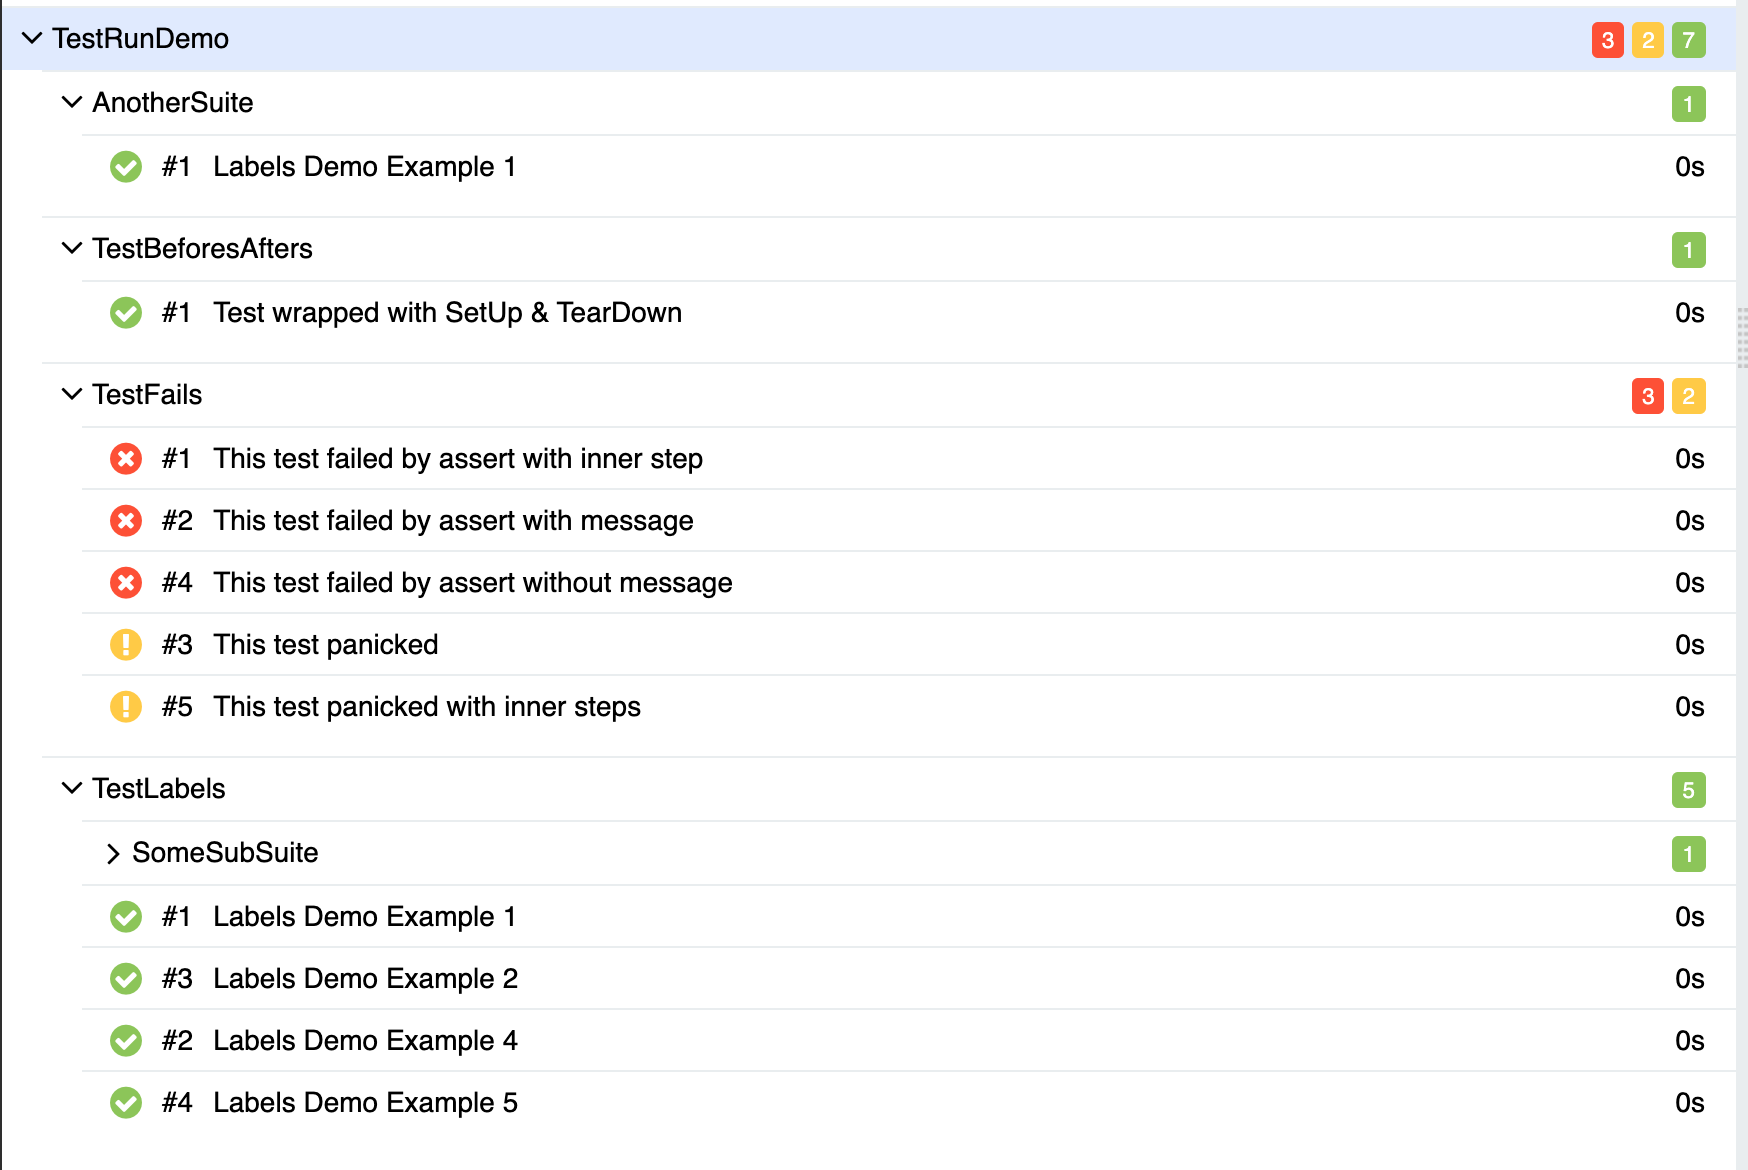 TestRunDemo 3 2 7
AnotherSuite 1
#1 Labels Demo Example 1 0s
TestBeforesAfters 1
#1 Test wrapped with SetUp & TearDown 0s
TestFails 3 2
#1 This test failed by assert with inner step 0s
#2 This test failed by assert with message 0s
#4 This test failed by assert without message 0s
#3 This test panicked 0s
#5 This test panicked with inner steps 0s
TestLabels 5
SomeSubSuite 1
#1 Labels Demo Example 1 0s
#3 Labels Demo Example 2 0s
#2 Labels Demo Example 4 0s
#4 Labels Demo Example 5 0s